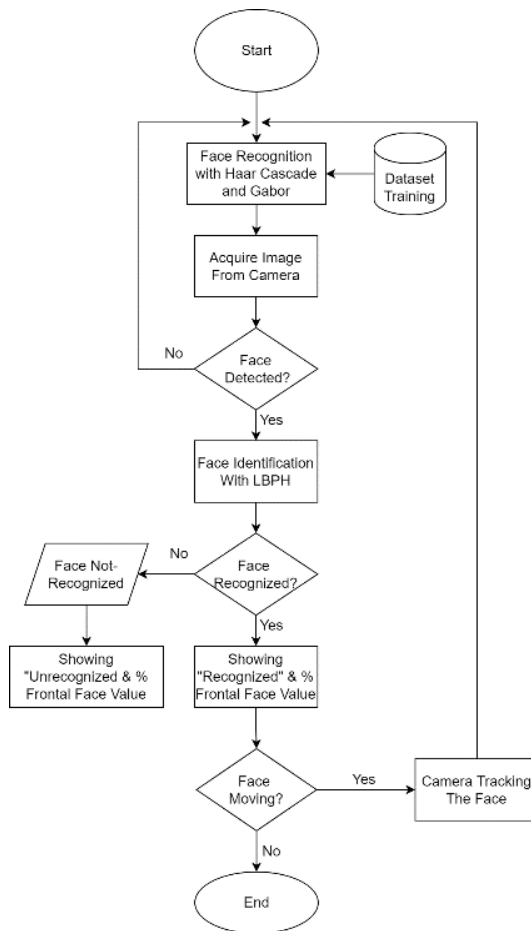 Start
Face Recognition
with Haar Cascade
and Gabor
Dataset
Training
Acquire Image
From Camera
No
Face
Detected?
Yes
Face Identification
With LBPH
Face Not-
Recognized
No
Face
Recognized?
Yes
Showing
"Unrecognized & %
Frontal Face Value
Showing
"Recognized" & %
Frontal Face Value
Face
Moving?
Yes
Camera Tracking
The Face
No
End